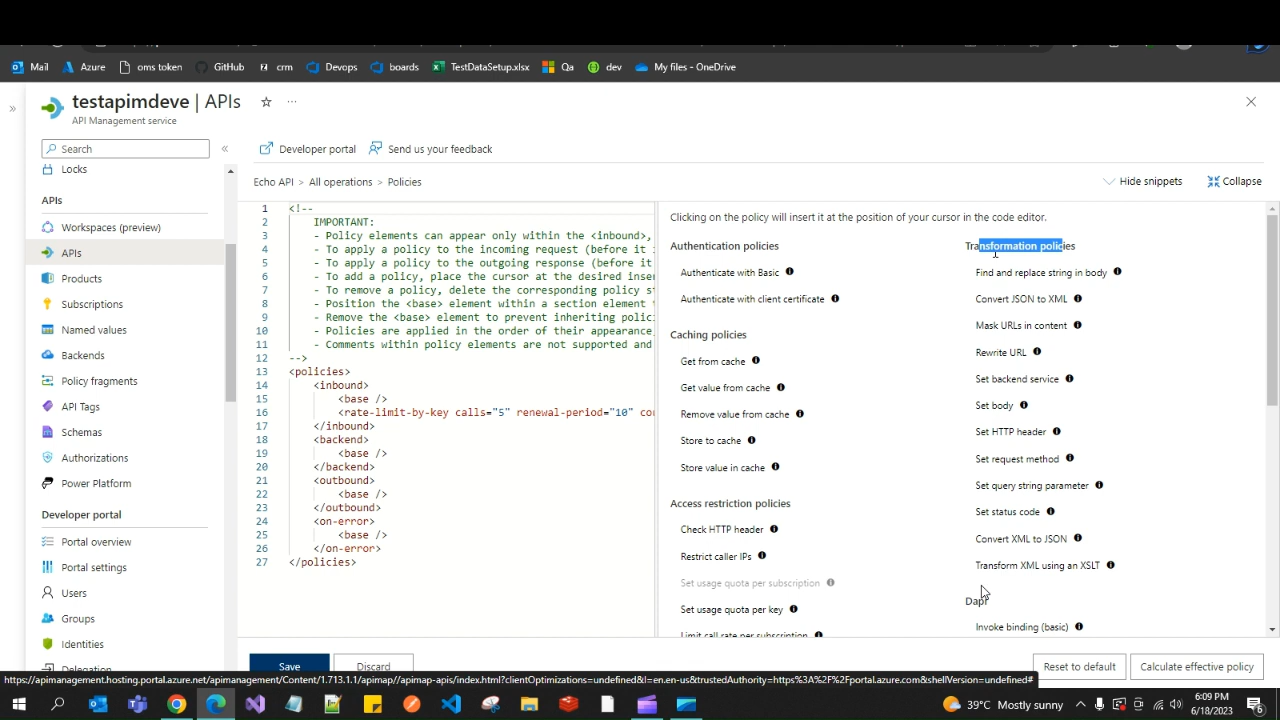 Mail Azure oms token GitHub crm Devops boards TestDataSetup.xlsx Qa dev My files - OneDrive
testapimdeve | APIs
API Management service
Search
Developer portal Send us your feedback
Locks
APIs
Workspaces (preview)
APIs
Products
Subscriptions
Named values
Backends
Policy fragments
API Tags
Schemas
Authorizations
Power Platform
Developer portal
Portal overview
Portal settings
Users
Groups
Identities
Delegation
Echo API > All operations > Policies
Hide snippets Collapse
1 <!--
2 IMPORTANT:
3 - Policy elements can appear only within the <inbound>,
4 - To apply a policy to the incoming request (before it
5 - To apply a policy to the outgoing response (before it
6 - To add a policy, place the cursor at the desired inser
7 - To remove a policy, delete the corresponding policy st
8 - Position the <base> element within a section element
9 - Remove the <base> element to prevent inheriting polici
10 - Policies are applied in the order of their appearance,
11 - Comments within policy elements are not supported and
12 -->
13 <policies>
14 <inbound>
15 <base />
16 <rate-limit-by-key calls="5" renewal-period="10" cou
17 </inbound>
18 <backend>
19 <base />
20 </backend>
21 <outbound>
22 <base />
23 </outbound>
24 <on-error>
25 <base />
26 </on-error>
27 </policies>
Clicking on the policy will insert it at the position of your cursor in the code editor.
Authentication policies
Authenticate with Basic
Authenticate with client certificate
Caching policies
Get from cache
Get value from cache
Remove value from cache
Store to cache
Store value in cache
Access restriction policies
Check HTTP header
Restrict caller IPs
Set usage quota per subscription
Set usage quota per key
Limit call rate per subscription
Transformation policies
Find and replace string in body
Convert JSON to XML
Mask URLs in content
Rewrite URL
Set backend service
Set body
Set HTTP header
Set request method
Set query string parameter
Set status code
Convert XML to JSON
Transform XML using an XSLT
Dapr
Invoke binding (basic)
Save Discard Reset to default Calculate effective policy
https://apimanagement.hosting.portal.azure.net/apimanagement/Content/1.713.1.1/apimap/apimap-apis/index.html?clientOptimizations=undefined&l=en.en-us&trustedAuthority=https%3A%2F%2Fportal.azure.com&shellVersion=undefined#
39°C Mostly sunny
6:09 PM
6/18/2023
6